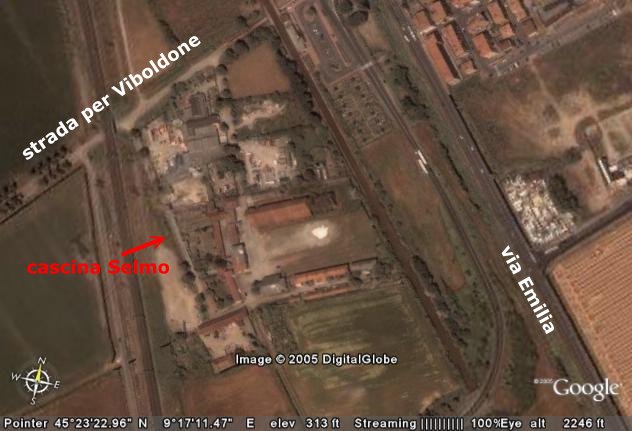 strada per Viboldone
cascina Selmo
via Emilia
Image © 2005 DigitalGlobe
N
W E
S
© 2005 Google
Pointer 45°23'22.96" N 9°17'11.47" E elev 313 ft Streaming |||||||||| 100% Eye alt 2246 ft